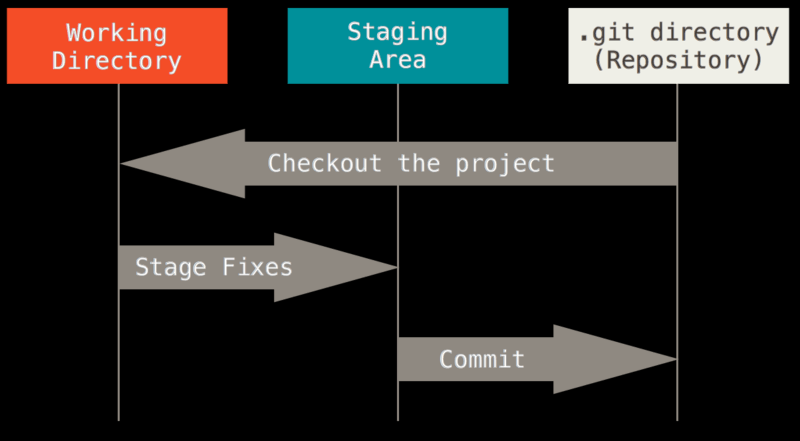 Working
Directory
Staging
Area
.git directory
(Repository)
Checkout the project
Stage Fixes
Commit